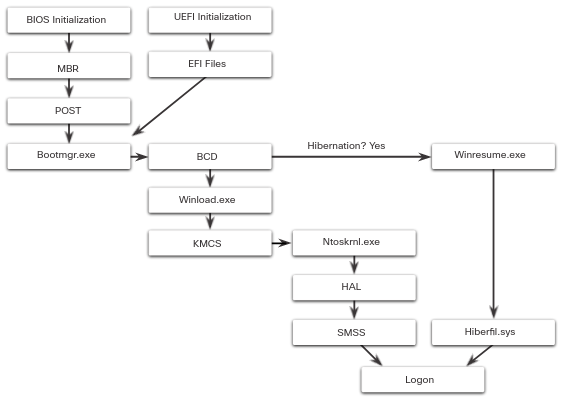 BIOS Initialization
UEFI Initialization
MBR
EFI Files
POST
Bootmgr.exe
BCD
Hibernation? Yes
Winresume.exe
Winload.exe
KMCS
Ntoskrnl.exe
HAL
SMSS
Hiberfil.sys
Logon